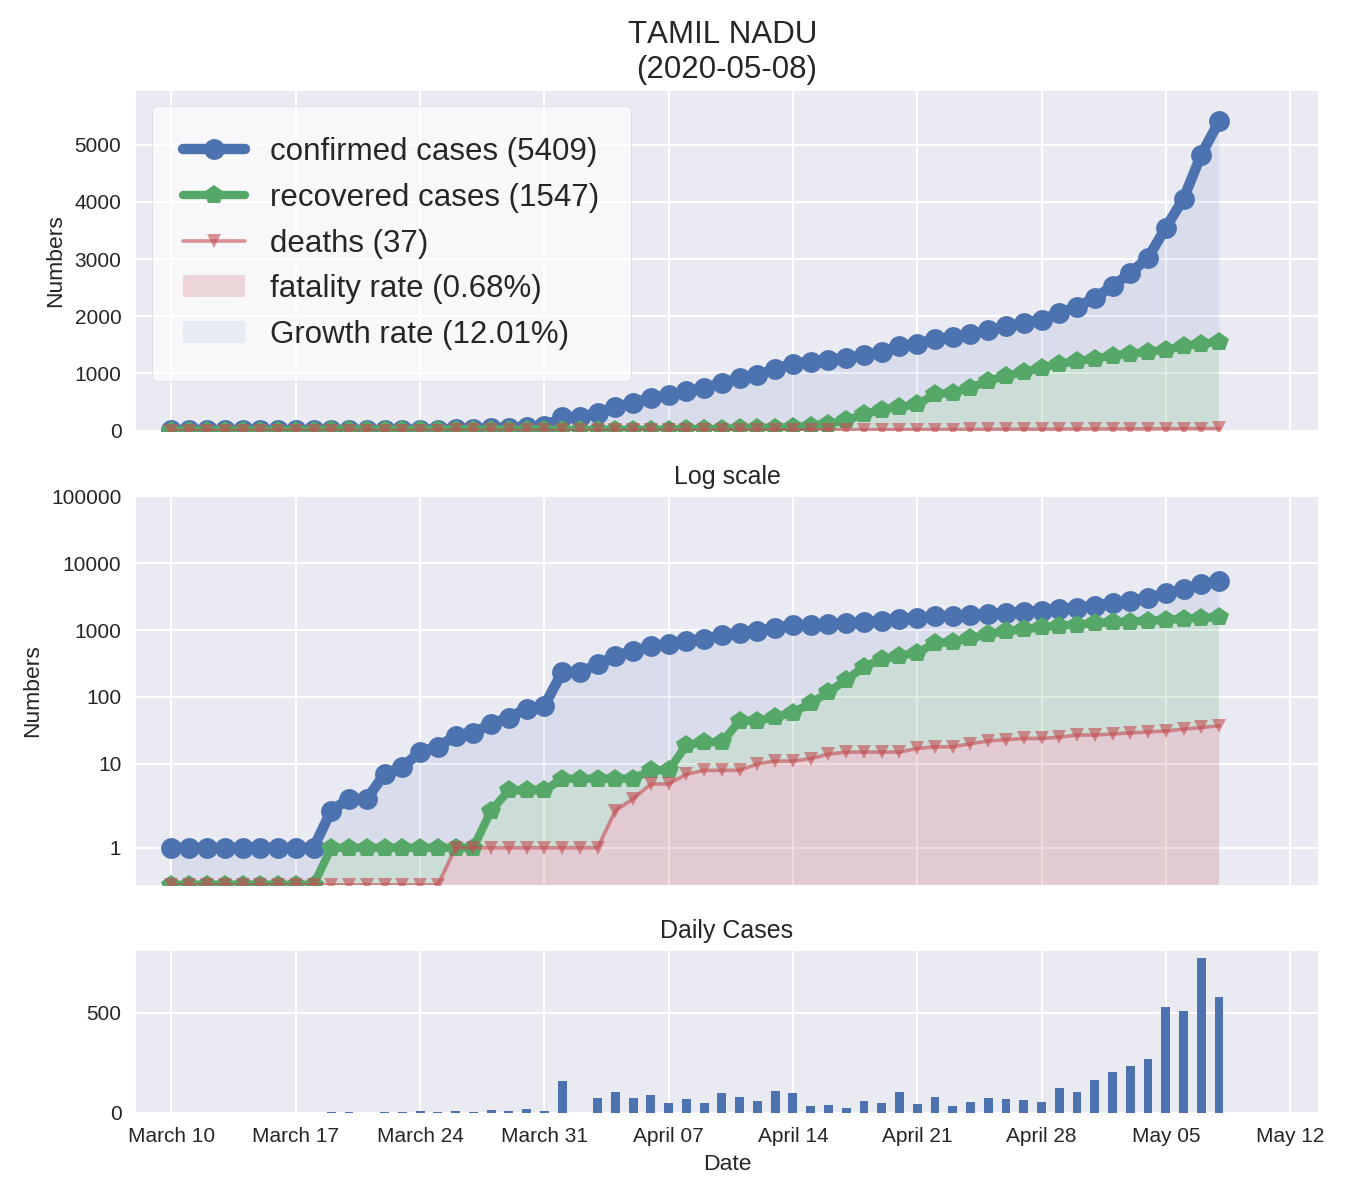 TAMIL NADU
(2020-05-08)
Numbers
5000
4000
3000
2000
1000
0
confirmed cases (5409)
recovered cases (1547)
deaths (37)
fatality rate (0.68%)
Growth rate (12.01%)
Log scale
Numbers
100000
10000
1000
100
10
1
Daily Cases
500
0
March 10 March 17 March 24 March 31 April 07 April 14 April 21 April 28 May 05 May 12
Date